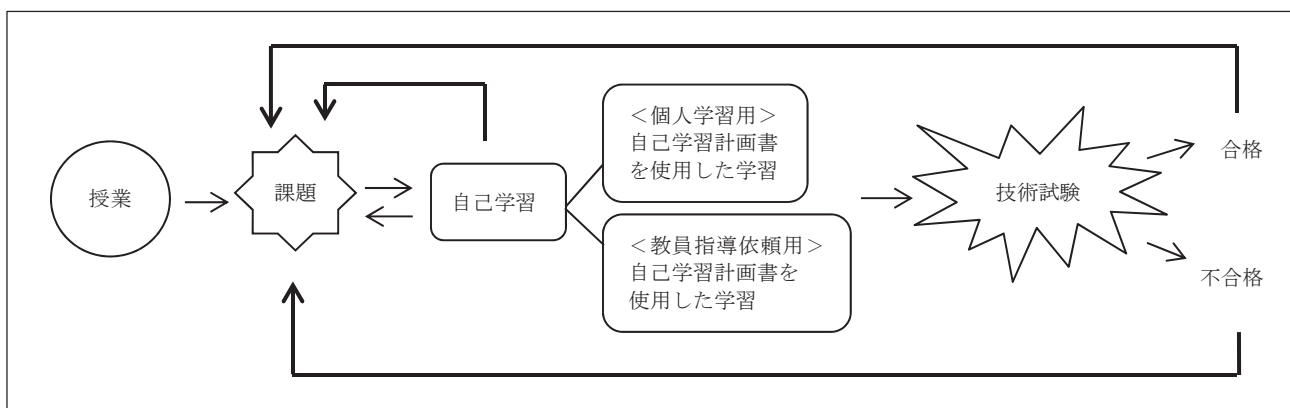 授業
課題
自己学習
＜個人学習用＞
自己学習計画書
を使用した学習
＜教員指導依頼用＞
自己学習計画書を
使用した学習
技術試験
合格
不合格